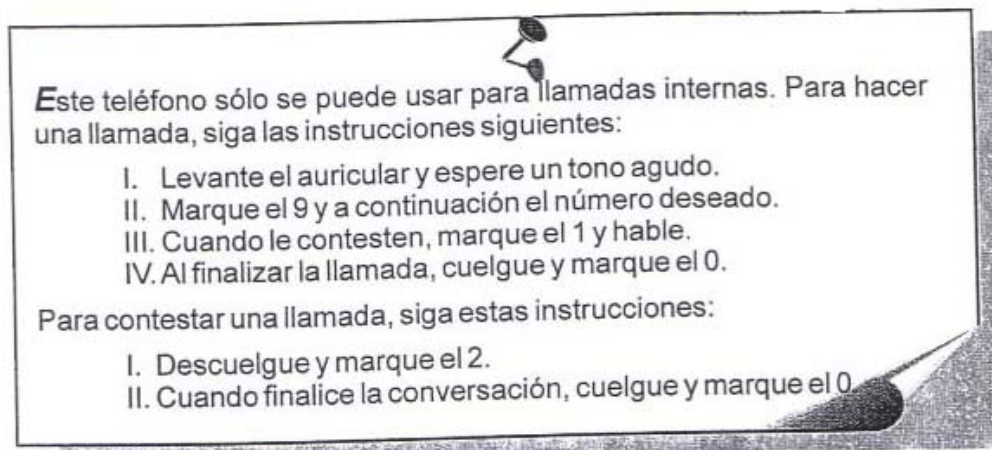 Este teléfono sólo se puede usar para llamadas internas. Para hacer
una llamada, siga las instrucciones siguientes:
I. Levante el auricular y espere un tono agudo.
II. Marque el 9 y a continuación el número deseado.
III. Cuando le contesten, marque el 1 y hable.
IV. Al finalizar la llamada, cuelgue y marque el 0.
Para contestar una llamada, siga estas instrucciones:
I. Descuelgue y marque el 2.
II. Cuando finalice la conversación, cuelgue y marque el 0